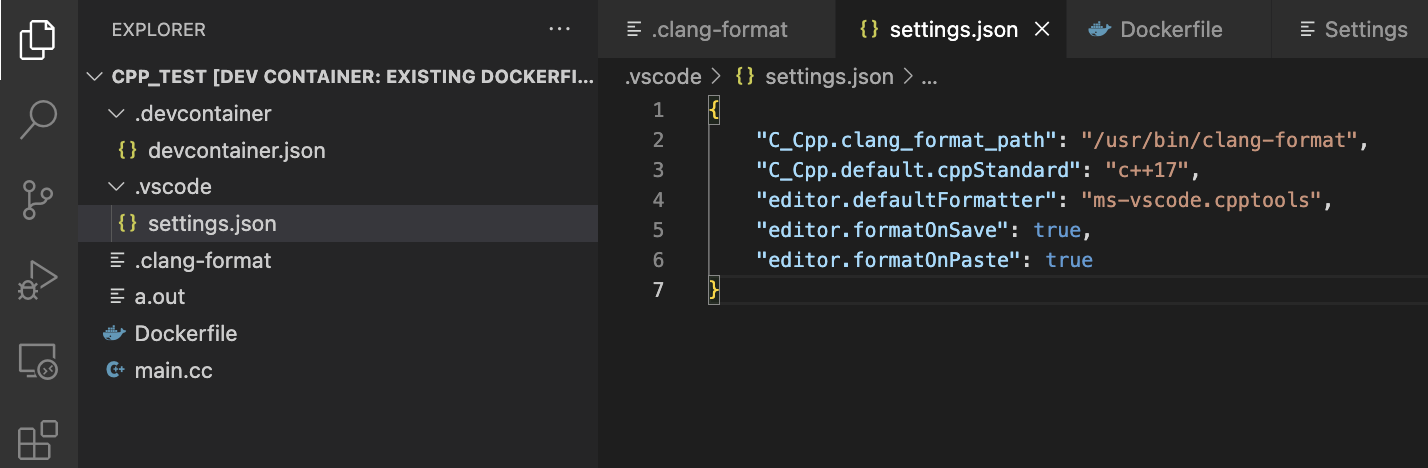 EXPLORER
CPP_TEST [DEV CONTAINER: EXISTING DOCKERFI...
.devcontainer
{} devcontainer.json
.vscode
{} settings.json
.clang-format
a.out
Dockerfile
main.cc
.clang-format
{} settings.json
Dockerfile
Settings
.vscode > {} settings.json > ...
1 {
2     "C_Cpp.clang_format_path": "/usr/bin/clang-format",
3     "C_Cpp.default.cppStandard": "c++17",
4     "editor.defaultFormatter": "ms-vscode.cpptools",
5     "editor.formatOnSave": true,
6     "editor.formatOnPaste": true
7 }